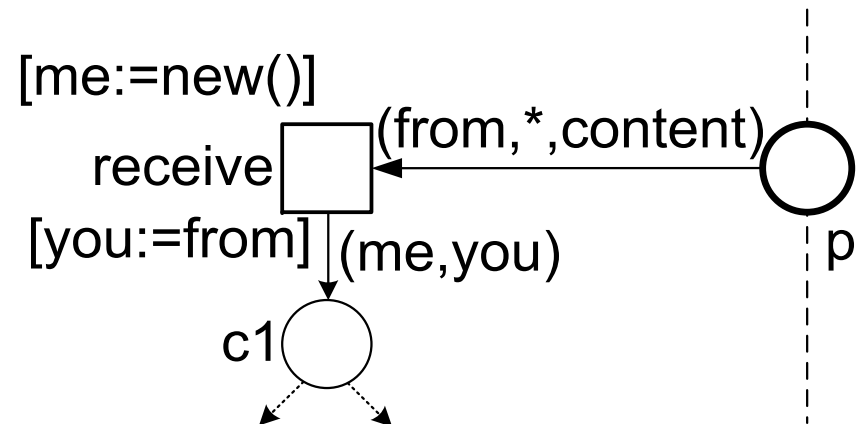 [me:=new()]
(from,*,content)
receive
[you:=from]
(me,you)
p
c1